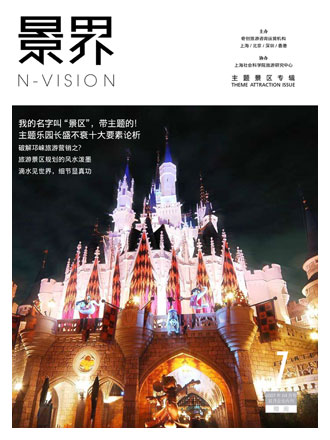 景界
N-VISION
主办
奇创旅游咨询运营机构
上海 / 北京 / 深圳 / 香港
协办
上海社会科学院旅游研究中心
主题景区专辑
THEME ATTRACTION ISSUE
我的名字叫“景区”，带主题的！
主题乐园长盛不衰十大要素论析
破解邛崃旅游营销之？
旅游景区规划的风水泼墨
滴水见世界，细节显真功
7